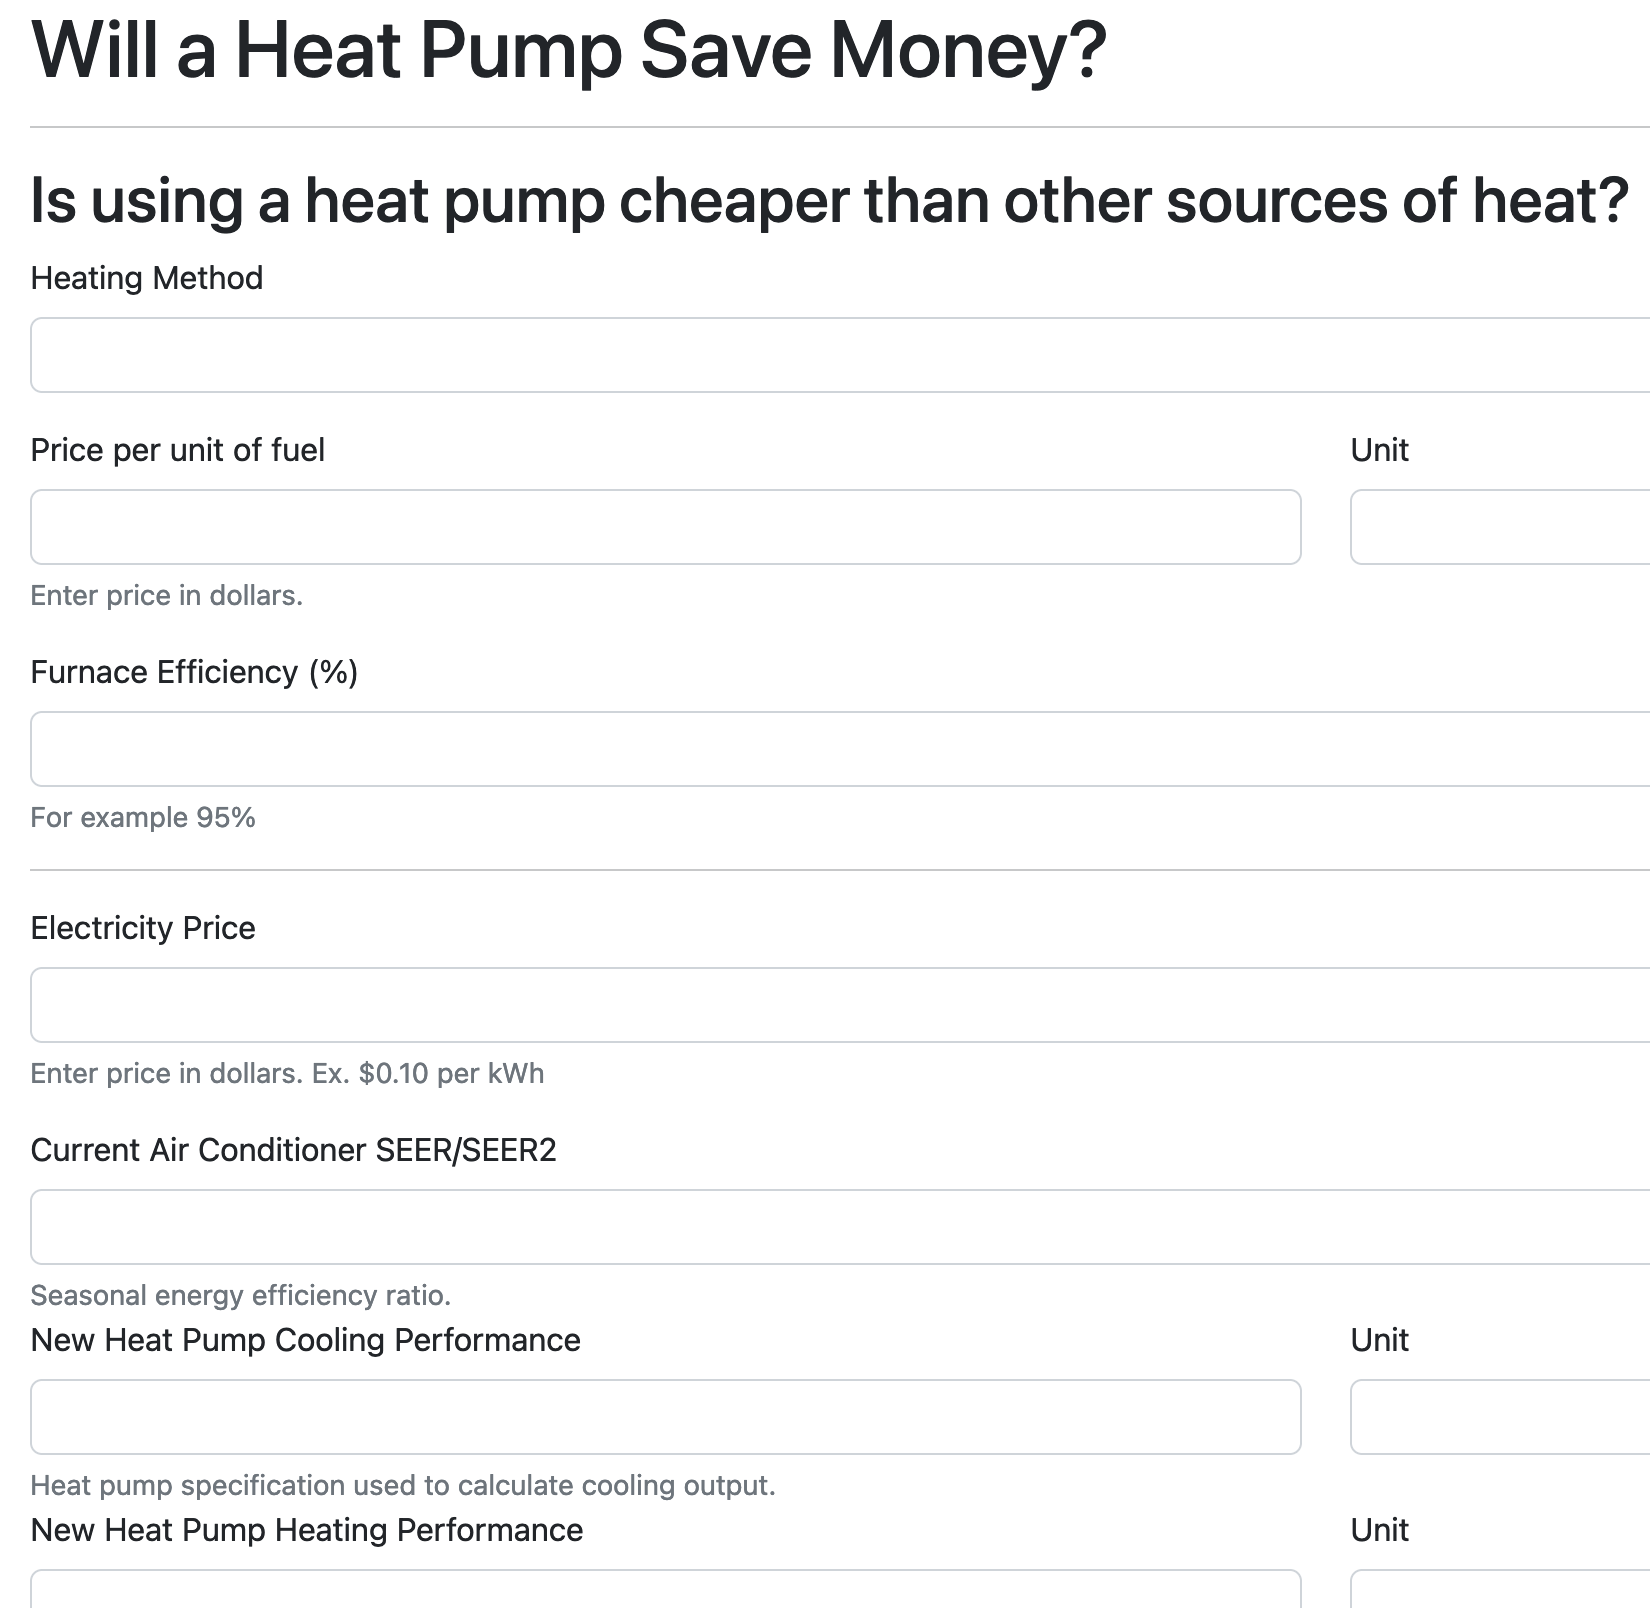 Will a Heat Pump Save Money?
Is using a heat pump cheaper than other sources of heat?
Heating Method
Price per unit of fuel
Unit
Enter price in dollars.
Furnace Efficiency (%)
For example 95%
Electricity Price
Enter price in dollars. Ex. $0.10 per kWh
Current Air Conditioner SEER/SEER2
Seasonal energy efficiency ratio.
New Heat Pump Cooling Performance
Unit
Heat pump specification used to calculate cooling output.
New Heat Pump Heating Performance
Unit